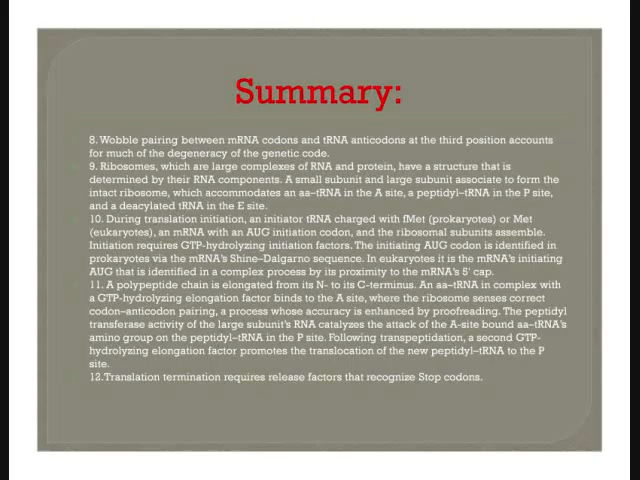 Summary:
8. Wobble pairing between mRNA codons and tRNA anticodons at the third position accounts
for much of the degeneracy of the genetic code.
9. Ribosomes, which are large complexes of RNA and protein, have a structure that is
determined by their RNA components. A small subunit and large subunit associate to form the
intact ribosome, which accommodates an aa–tRNA in the A site, a peptidyl–tRNA in the P site,
and a deacylated tRNA in the E site.
10. During translation initiation, an initiator tRNA charged with fMet (prokaryotes) or Met
(eukaryotes), an mRNA with an AUG initiation codon, and the ribosomal subunits assemble.
Initiation requires GTP-hydrolyzing initiation factors. The initiating AUG codon is identified in
prokaryotes via the mRNA's Shine–Dalgarno sequence. In eukaryotes it is the mRNA's initiating
AUG that is identified in a complex process by its proximity to the mRNA's 5' cap.
11. A polypeptide chain is elongated from its N- to its C-terminus. An aa–tRNA in complex with
a GTP-hydrolyzing elongation factor binds to the A site, where the ribosome senses correct
codon–anticodon pairing, a process whose accuracy is enhanced by proofreading. The peptidyl
transferase activity of the large subunit's RNA catalyzes the attack of the A-site bound aa–tRNA's
amino group on the peptidyl–tRNA in the P site. Following transpeptidation, a second GTP-
hydrolyzing elongation factor promotes the translocation of the new peptidyl–tRNA to the P
site.
12.Translation termination requires release factors that recognize Stop codons.